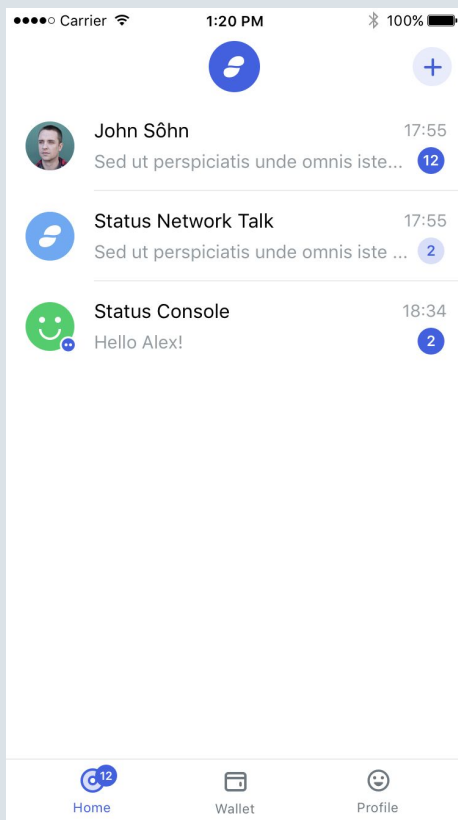 Carrier 1:20 PM 100%
John Sôhn 17:55
Sed ut perspiciatis unde omnis iste... 12
Status Network Talk 17:55
Sed ut perspiciatis unde omnis iste ... 2
Status Console 18:34
Hello Alex! 2
12
Home Wallet Profile